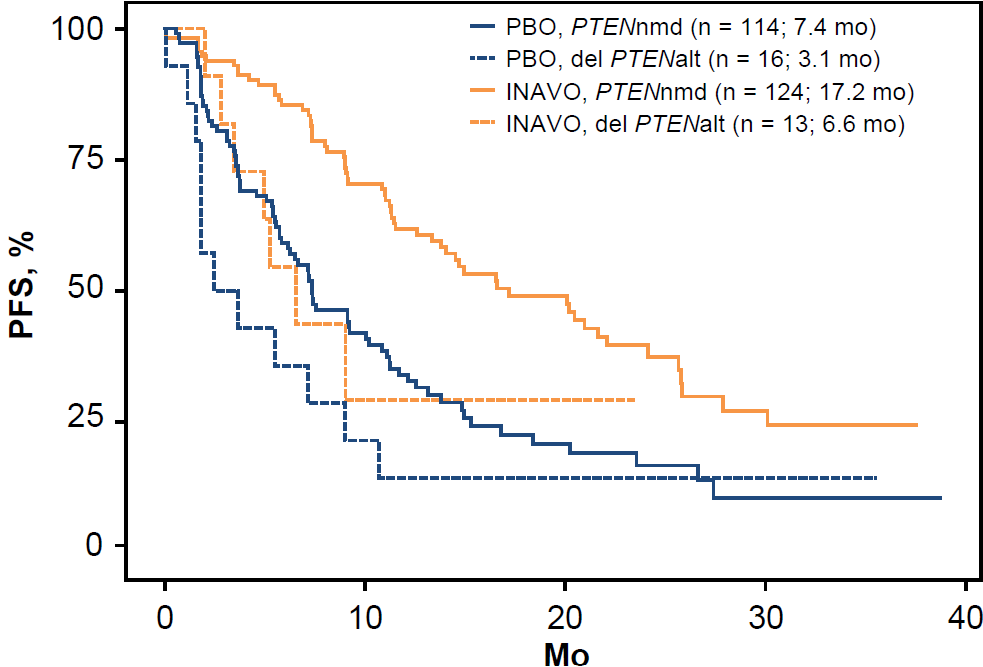 PBO, PTENnmd (n = 114; 7.4 mo)
PBO, del PTENalt (n = 16; 3.1 mo)
INAVO, PTENnmd (n = 124; 17.2 mo)
INAVO, del PTENalt (n = 13; 6.6 mo)
PFS, %
100
75
50
25
0
0 10 20 30 40
Mo